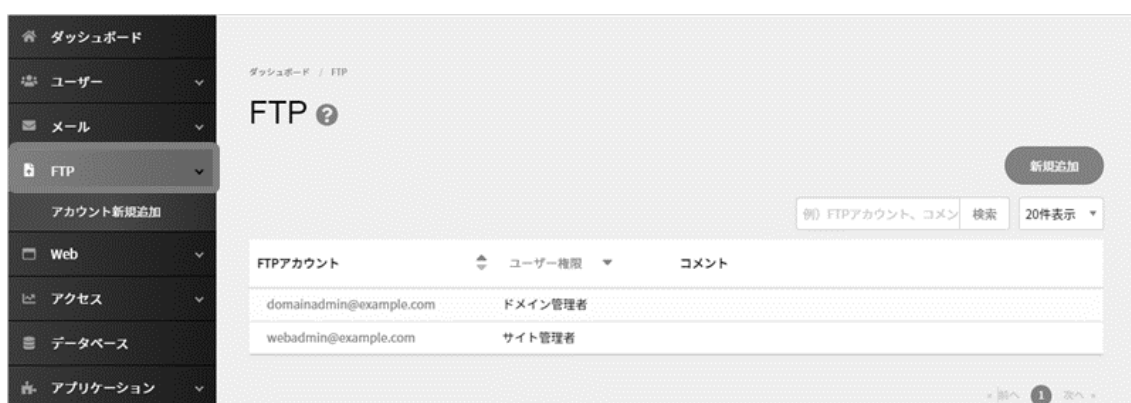 ダッシュボード
ユーザー
メール
FTP
アカウント新規追加
Web
アクセス
データベース
アプリケーション
ダッシュボード / FTP
FTP ?
新規追加
例）FTPアカウント、コメン 検索 20件表示
FTPアカウント ユーザー権限 コメント
domainadmin@example.com ドメイン管理者
webadmin@example.com サイト管理者
« 前へ 1 次へ »